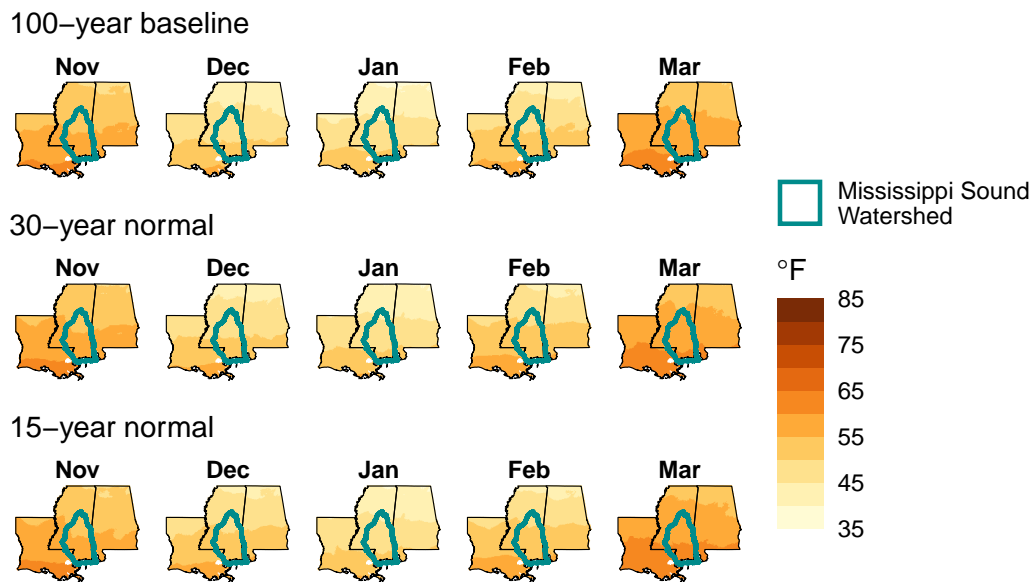 100−year baseline
Nov Dec Jan Feb Mar
30−year normal
Nov Dec Jan Feb Mar
15−year normal
Nov Dec Jan Feb Mar
Mississippi Sound
Watershed
°F
85
75
65
55
45
35